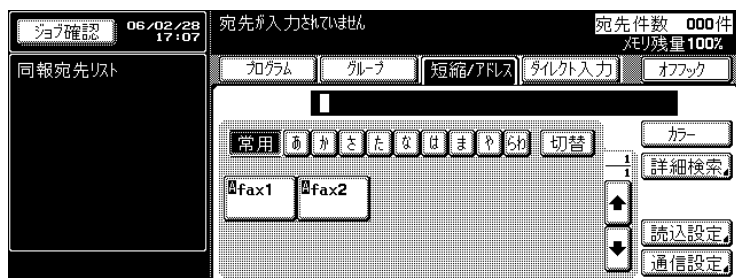 ジョブ確認 06/02/28 17:07
同報宛先リスト
宛先が入力されていません
宛先件数 000件
メモリ残量100%
プログラム グループ 短縮/アドレス ダイレクト入力 オフフック
常用 あ か さ た な は ま や らわ 切替
カラー
1/1
詳細検索
Afax1 Afax2
読込設定
通信設定